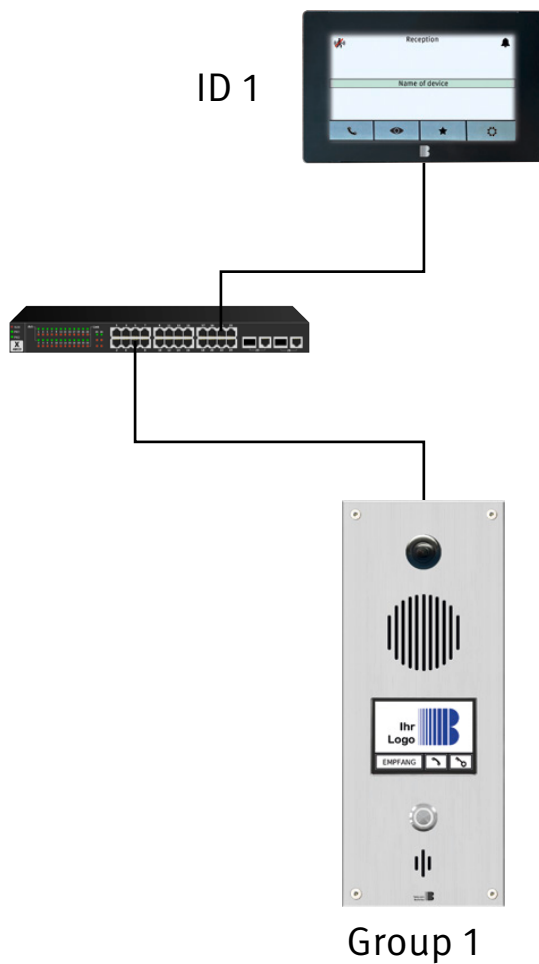 ID 1
Reception
Name of device
X
Ihr
Logo
EMPFANG
Group 1